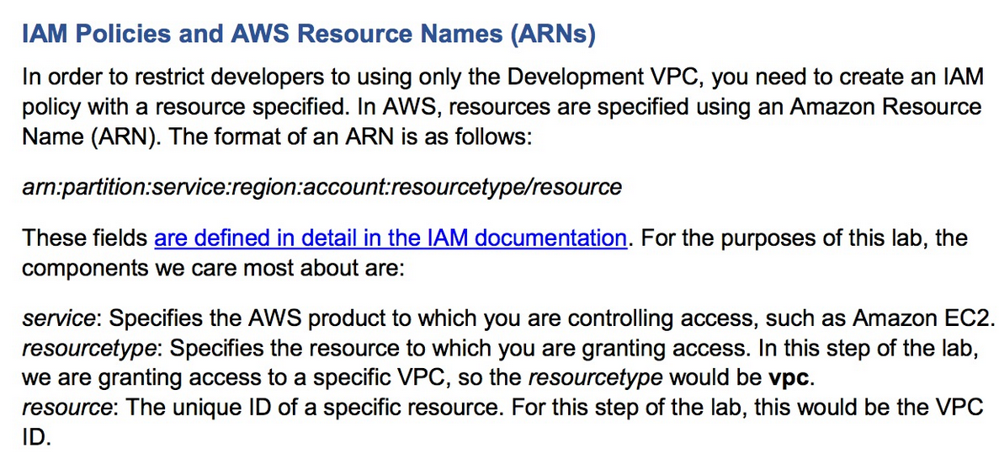 IAM Policies and AWS Resource Names (ARNs)
In order to restrict developers to using only the Development VPC, you need to create an IAM
policy with a resource specified. In AWS, resources are specified using an Amazon Resource
Name (ARN). The format of an ARN is as follows:
arn:partition:service:region:account:resourcetype/resource
These fields are defined in detail in the IAM documentation. For the purposes of this lab, the
components we care most about are:
service: Specifies the AWS product to which you are controlling access, such as Amazon EC2.
resourcetype: Specifies the resource to which you are granting access. In this step of the lab,
we are granting access to a specific VPC, so the resourcetype would be vpc.
resource: The unique ID of a specific resource. For this step of the lab, this would be the VPC
ID.